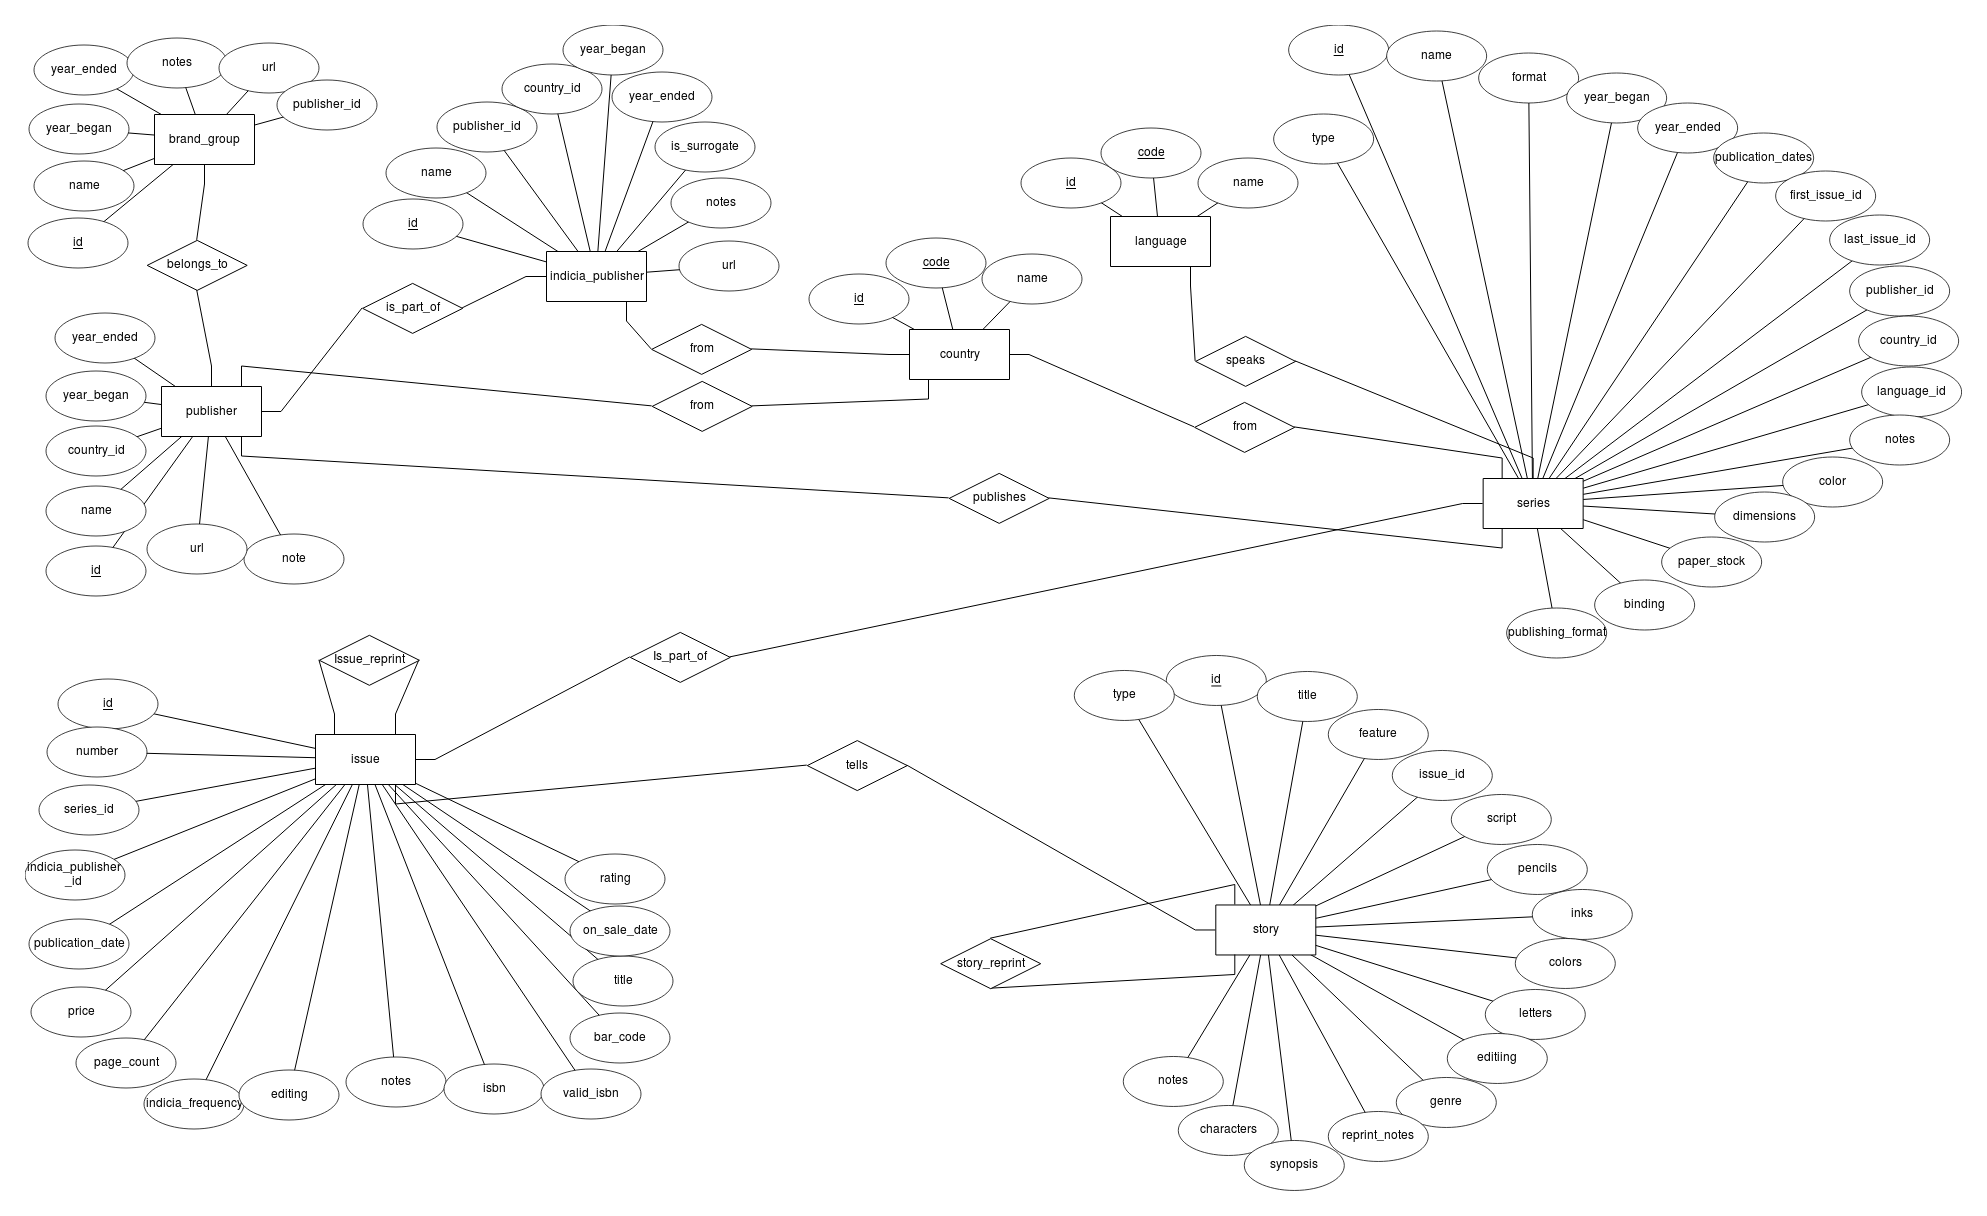 year_ended
notes
url
publisher_id
year_began
brand_group
name
id
belongs_to
year_began
country_id
year_ended
publisher_id
is_surrogate
name
notes
id
indicia_publisher
url
is_part_of
from
code
id
name
language
code
id
name
country
speaks
from
from
year_ended
year_began
publisher
country_id
name
id
url
note
publishes
id
name
format
year_began
type
year_ended
publication_dates
first_issue_id
last_issue_id
publisher_id
country_id
language_id
notes
color
series
dimensions
paper_stock
binding
publishing_format
Issue_reprint
Is_part_of
id
number
issue
series_id
indicia_publisher
_id
publication_date
price
page_count
indicia_frequency
editing
notes
isbn
valid_isbn
bar_code
title
on_sale_date
rating
tells
type
id
title
feature
issue_id
script
pencils
inks
story
colors
story_reprint
letters
editiing
genre
reprint_notes
synopsis
characters
notes